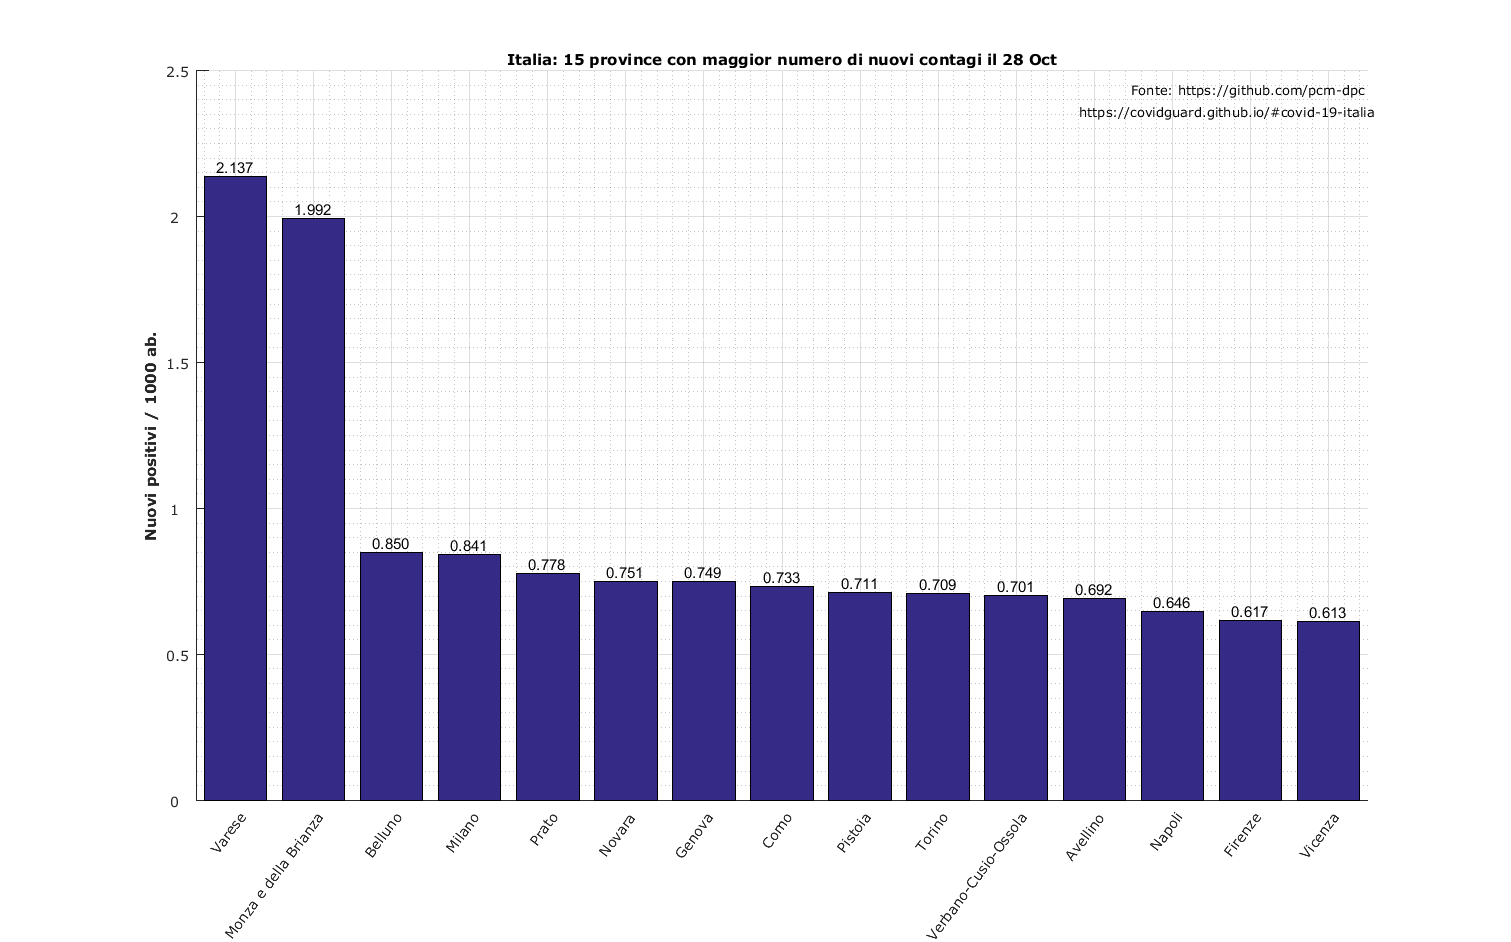 Italia: 15 province con maggior numero di nuovi contagi il 28 Oct
Fonte: https://github.com/pcm-dpc
https://covidguard.github.io/#covid-19-italia
Nuovi positivi / 1000 ab.
2.5
2
1.5
1
0.5
0
2.137
1.992
0.850
0.841
0.778
0.751
0.749
0.733
0.711
0.709
0.701
0.692
0.646
0.617
0.613
Varese
Monza e della Brianza
Belluno
Milano
Prato
Novara
Genova
Como
Pistoia
Torino
Verbano-Cusio-Ossola
Avellino
Napoli
Firenze
Vicenza